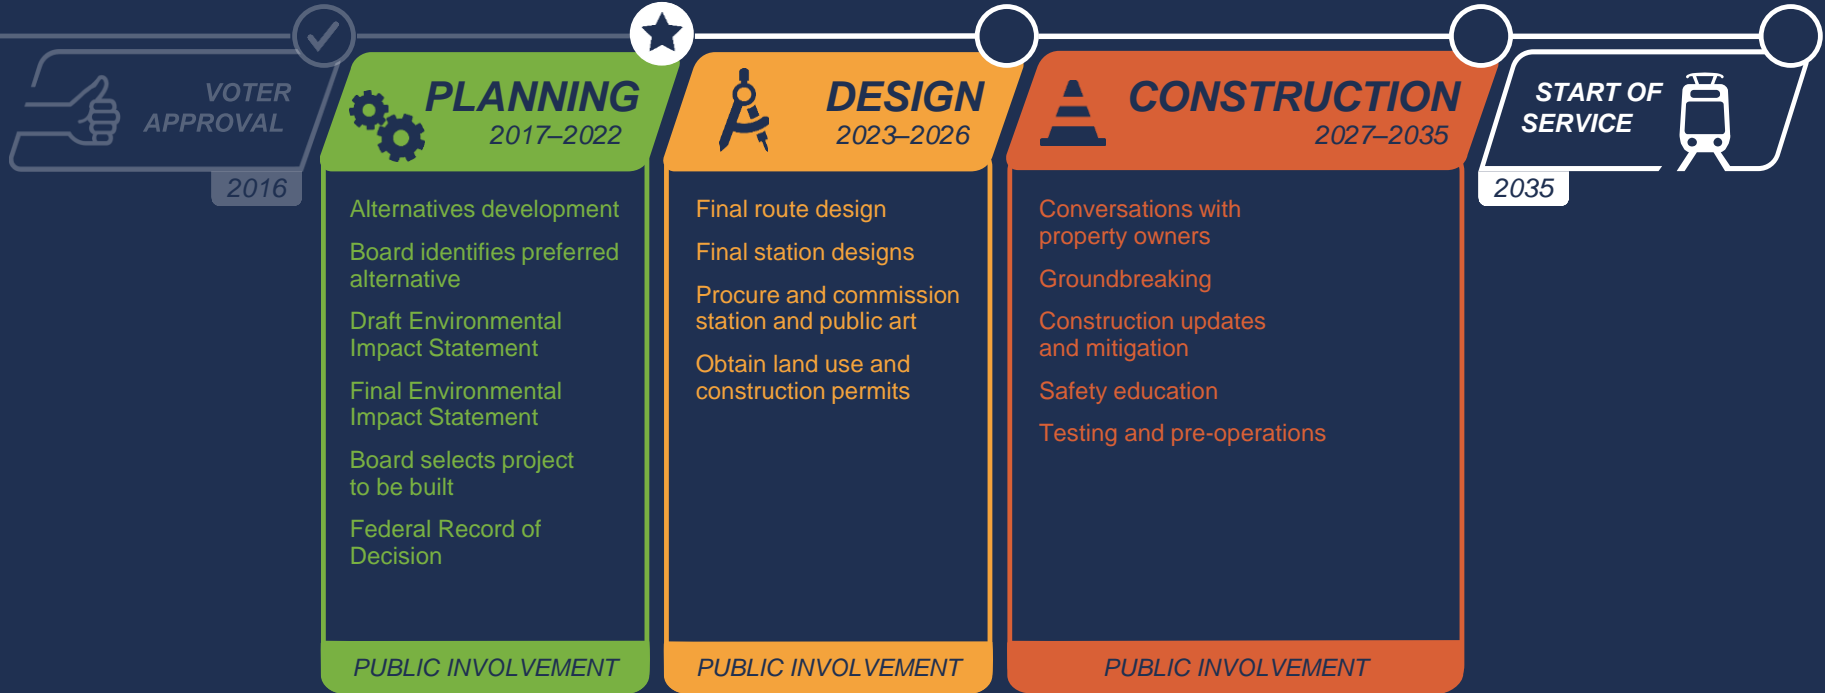 VOTER
APPROVAL
2016
PLANNING
2017–2022
Alternatives development
Board identifies preferred
alternative
Draft Environmental
Impact Statement
Final Environmental
Impact Statement
Board selects project
to be built
Federal Record of
Decision
PUBLIC INVOLVEMENT
DESIGN
2023–2026
Final route design
Final station designs
Procure and commission
station and public art
Obtain land use and
construction permits
PUBLIC INVOLVEMENT
CONSTRUCTION
2027–2035
Conversations with
property owners
Groundbreaking
Construction updates
and mitigation
Safety education
Testing and pre-operations
PUBLIC INVOLVEMENT
START OF
SERVICE
2035